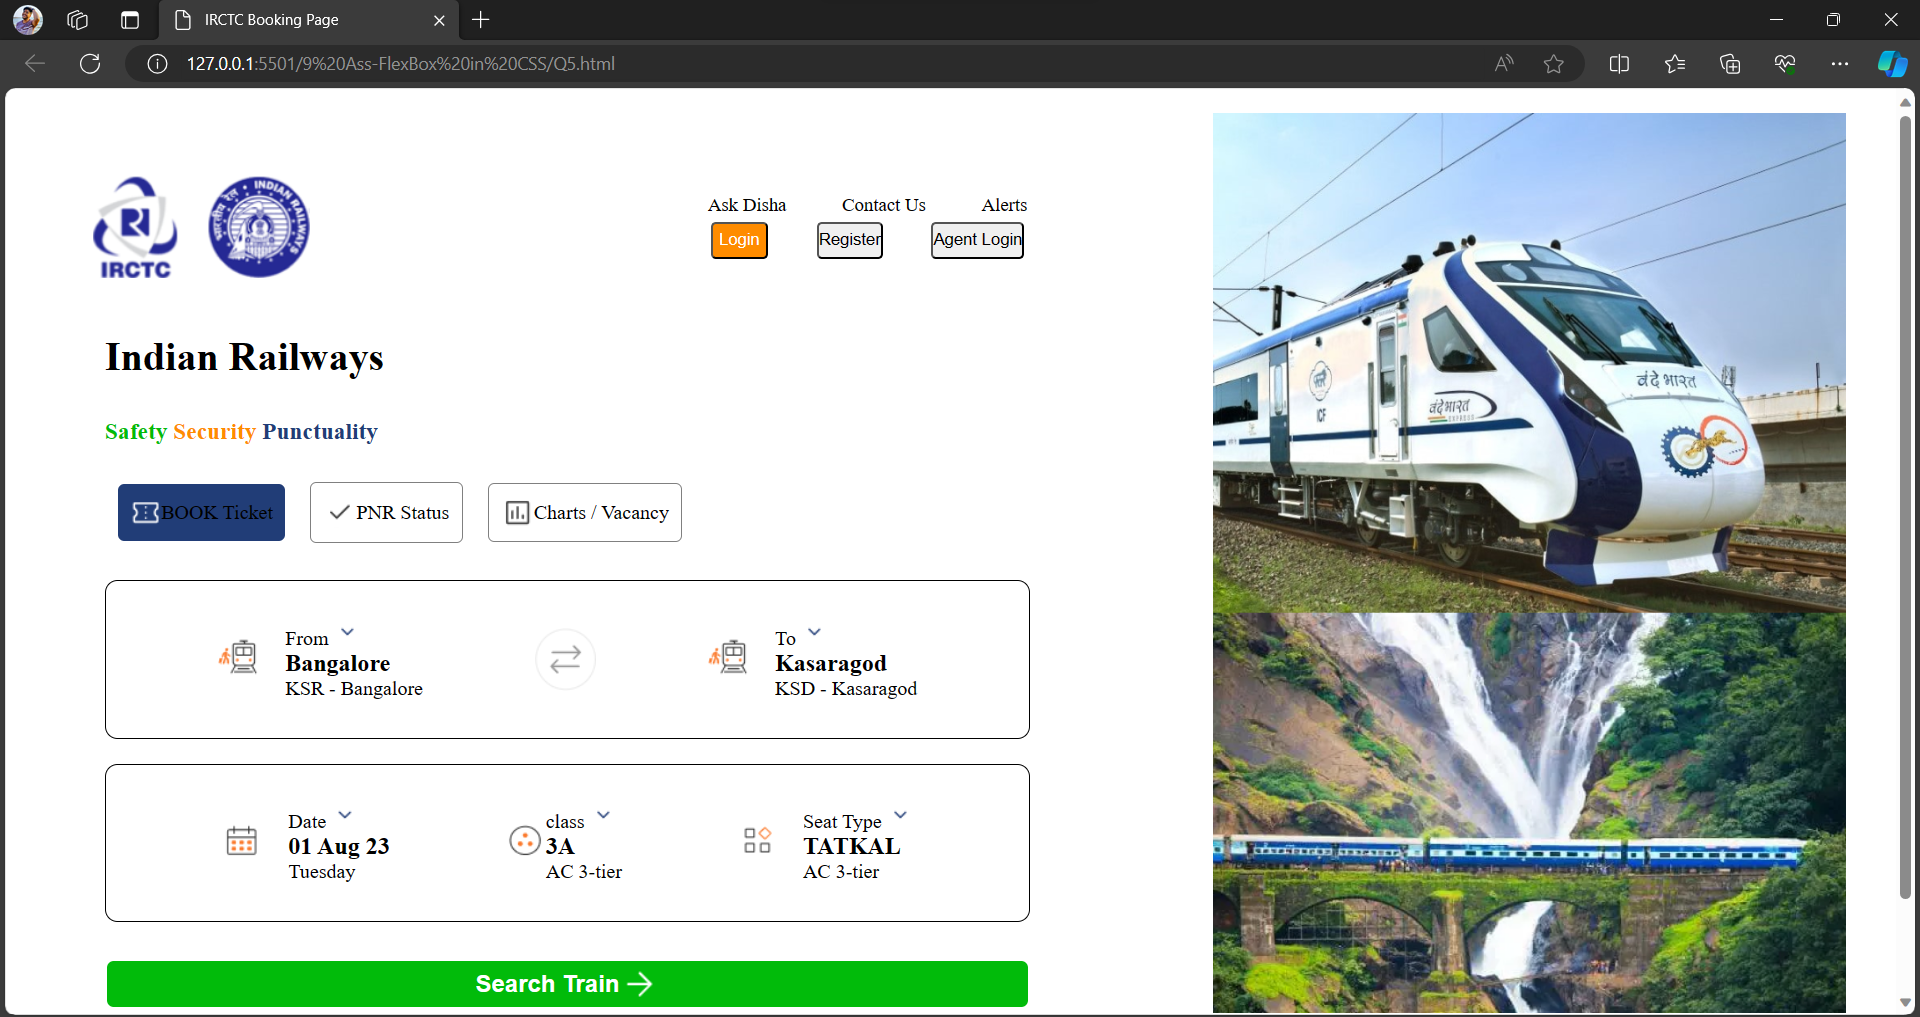 IRCTC Booking Page
127.0.0.1:5501/9%20Ass-FlexBox%20in%20CSS/Q5.html
IRCTC
भारतीय रेल INDIAN RAILWAYS
Ask Disha Contact Us Alerts
Login Register Agent Login
Indian Railways
Safety Security Punctuality
BOOK Ticket PNR Status Charts / Vacancy
From To
Bangalore Kasaragod
KSR - Bangalore KSD - Kasaragod
Date class Seat Type
01 Aug 23 3A TATKAL
Tuesday AC 3-tier AC 3-tier
Search Train
वंदे भारत
ICF
वंदे भारत
EXPRESS